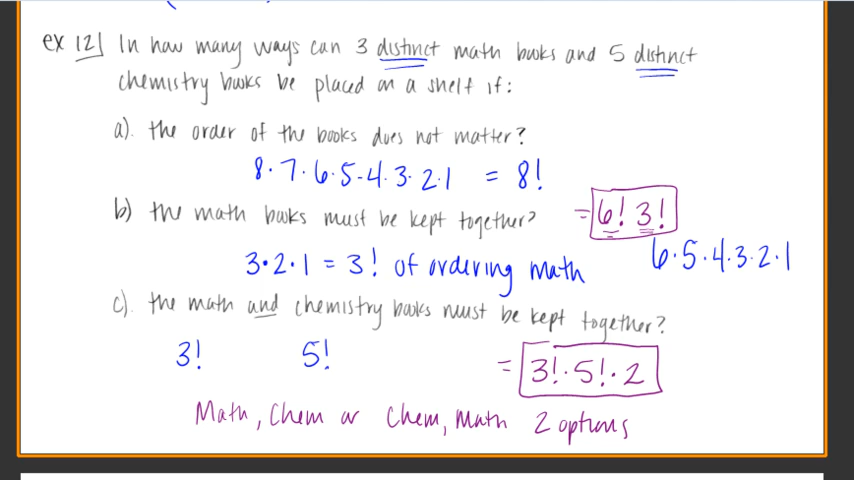 ex 12] In how many ways can 3 distinct math books and 5 distinct
chemistry books be placed on a shelf if:
a). the order of the books does not matter?
8·7·6·5·4·3·2·1 = 8!
b) the math books must be kept together? = 6! 3!
3·2·1 = 3! of ordering math 6·5·4·3·2·1
c). the math and chemistry books must be kept together?
3! 5! = 3!·5!·2
Math, Chem or Chem, Math 2 options